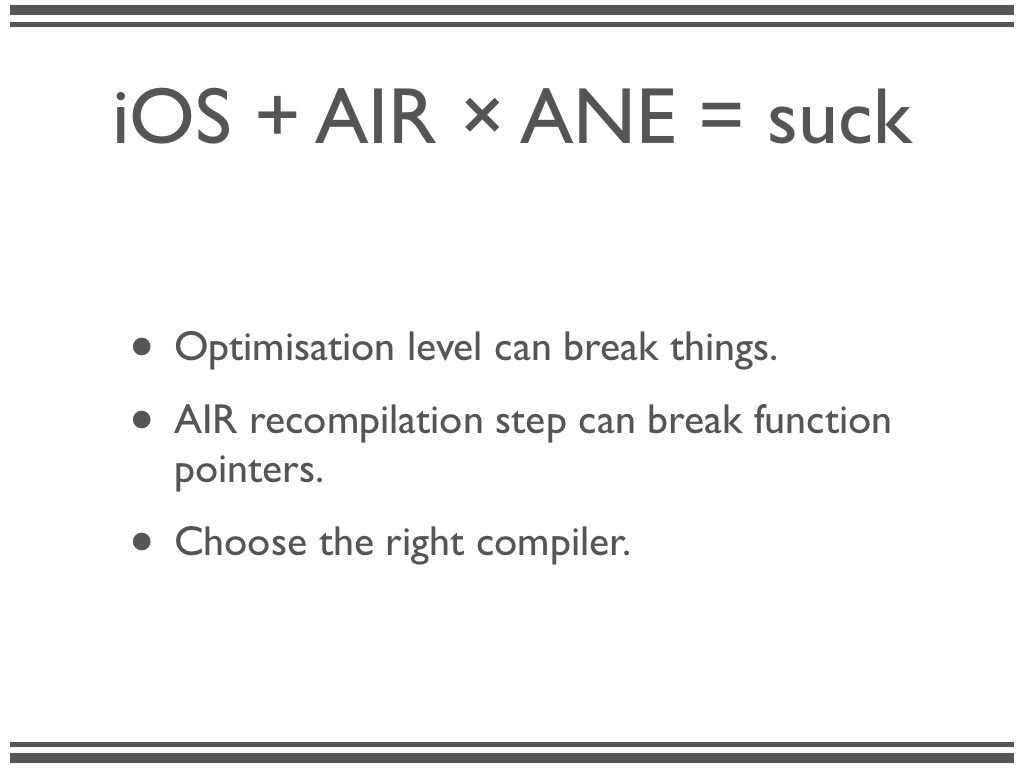 iOS + AIR × ANE = suck
• Optimisation level can break things.
• AIR recompilation step can break function
pointers.
• Choose the right compiler.